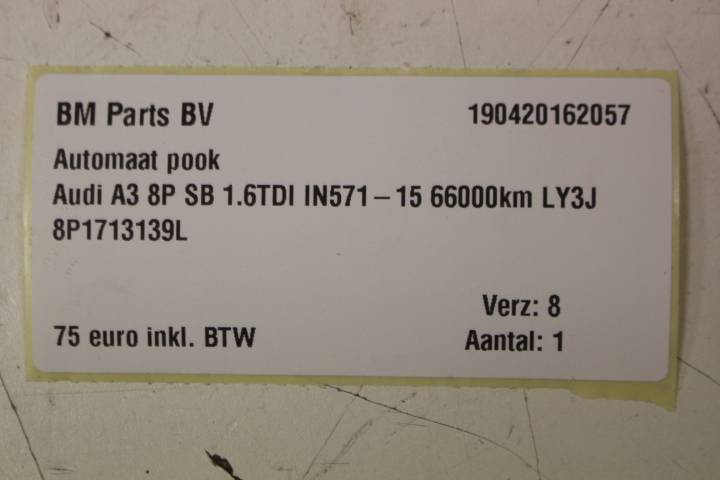 BM Parts BV 190420162057
Automaat pook
Audi A3 8P SB 1.6TDI IN571-15 66000km LY3J
8P1713139L
Verz: 8
75 euro inkl. BTW Aantal: 1